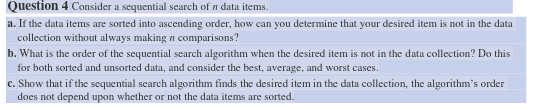 Question 4 Consider a sequential search of n data items.
a. If the data items are sorted into ascending order, how can you determine that your desired item is not in the data
collection without always making n comparisons?
b. What is the order of the sequential search algorithm when the desired item is not in the data collection? Do this
for both sorted and unsorted data, and consider the best, average, and worst cases.
c. Show that if the sequential search algorithm finds the desired item in the data collection, the algorithm's order
does not depend upon whether or not the data items are sorted.